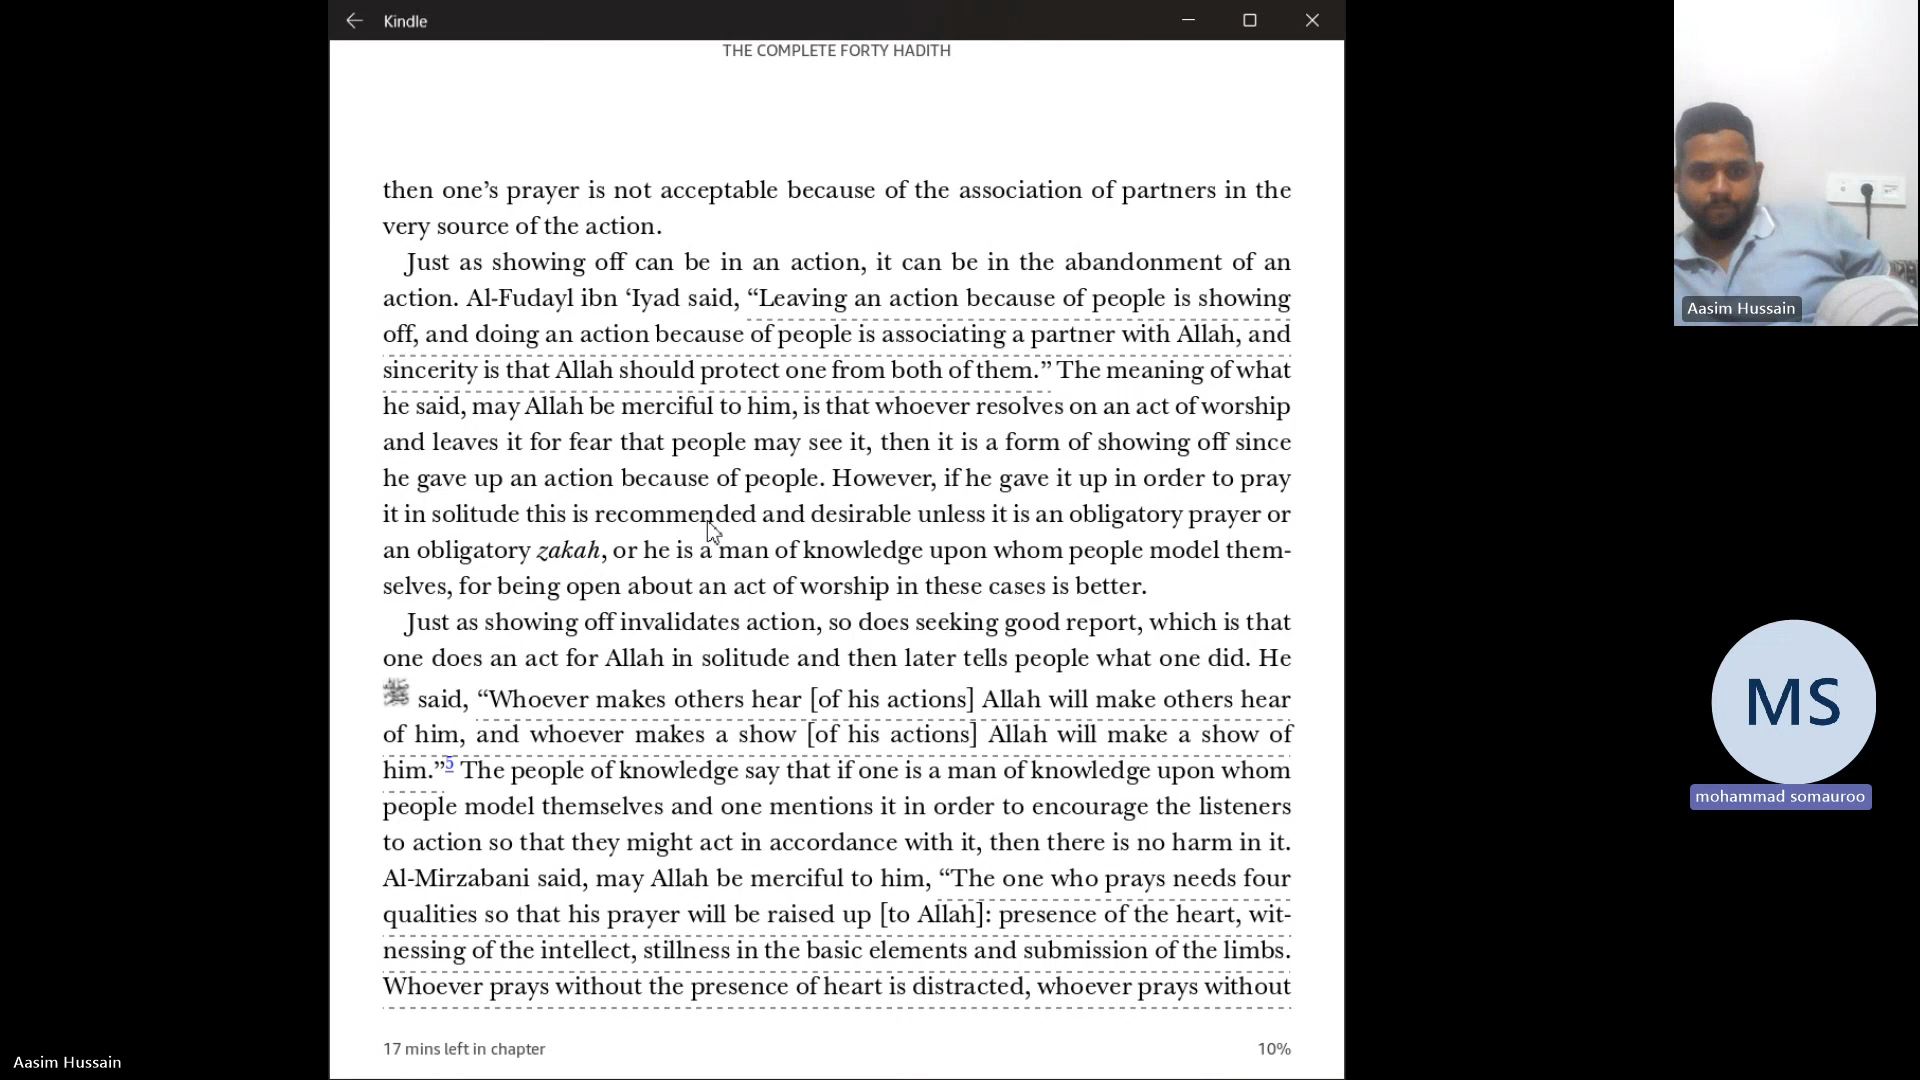 Kindle
THE COMPLETE FORTY HADITH
then one’s prayer is not acceptable because of the association of partners in the
very source of the action.
Just as showing off can be in an action, it can be in the abandonment of an
action. Al-Fudayl ibn ‘Iyad said, “Leaving an action because of people is showing
off, and doing an action because of people is associating a partner with Allah, and
sincerity is that Allah should protect one from both of them.” The meaning of what
he said, may Allah be merciful to him, is that whoever resolves on an act of worship
and leaves it for fear that people may see it, then it is a form of showing off since
he gave up an action because of people. However, if he gave it up in order to pray
it in solitude this is recommended and desirable unless it is an obligatory prayer or
an obligatory zakah, or he is a man of knowledge upon whom people model them-
selves, for being open about an act of worship in these cases is better.
Just as showing off invalidates action, so does seeking good report, which is that
one does an act for Allah in solitude and then later tells people what one did. He
said, “Whoever makes others hear [of his actions] Allah will make others hear
of him, and whoever makes a show [of his actions] Allah will make a show of
him.”5 The people of knowledge say that if one is a man of knowledge upon whom
people model themselves and one mentions it in order to encourage the listeners
to action so that they might act in accordance with it, then there is no harm in it.
Al-Mirzabani said, may Allah be merciful to him, “The one who prays needs four
qualities so that his prayer will be raised up [to Allah]: presence of the heart, wit-
nessing of the intellect, stillness in the basic elements and submission of the limbs.
Whoever prays without the presence of heart is distracted, whoever prays without
17 mins left in chapter
10%
Aasim Hussain
MS
mohammad somauroo
Aasim Hussain